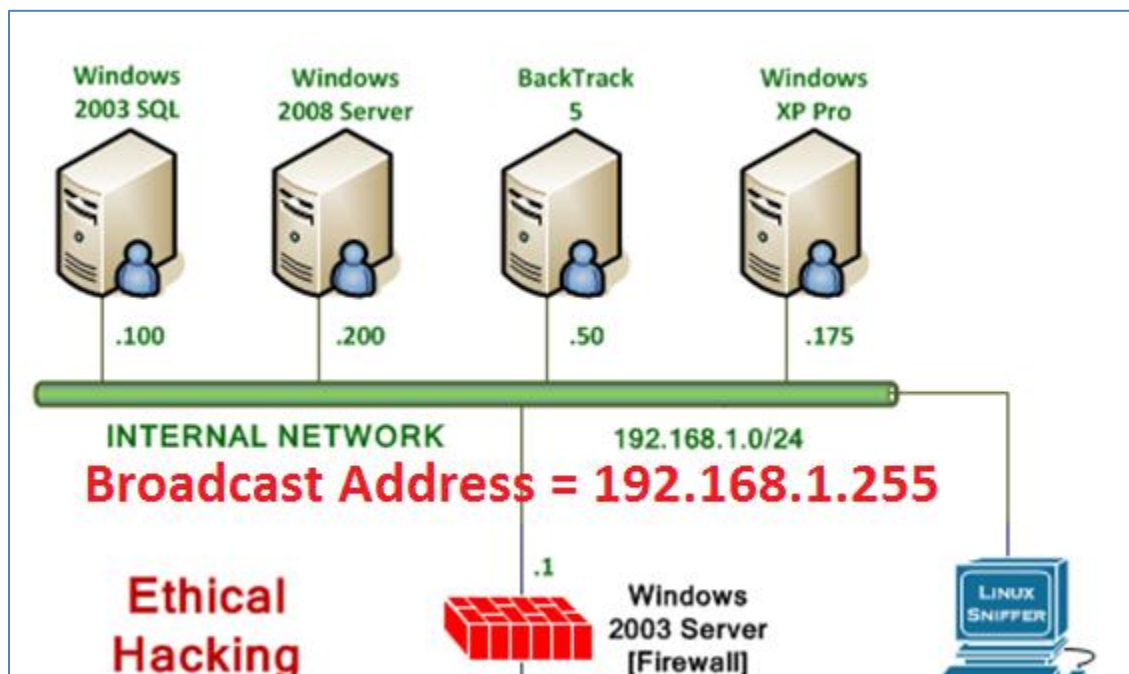 Windows
2003 SQL
Windows
2008 Server
BackTrack
5
Windows
XP Pro
.100
.200
.50
.175
INTERNAL NETWORK
192.168.1.0/24
Broadcast Address = 192.168.1.255
.1
Ethical
Hacking
Windows
2003 Server
[Firewall]
LINUX
SNIFFER